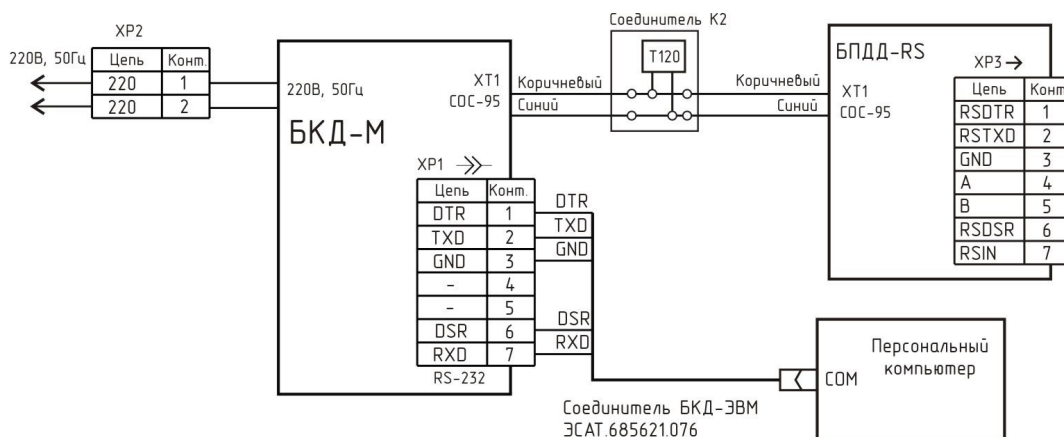 Соединитель К2
XP2
220В, 50Гц
Цепь Конт.
220 1
220 2
220В, 50Гц
БКД-М
XT1
СОС-95
Коричневый
Синий
T120
Коричневый
Синий
БПДД-RS
XT1
СОС-95
XP3
Цепь Конт
RSDTR 1
RSTXD 2
GND 3
A 4
B 5
RSDSR 6
RSIN 7
XP1
Цепь Конт.
DTR 1
TXD 2
GND 3
- 4
- 5
DSR 6
RXD 7
RS-232
DTR
TXD
GND
DSR
RXD
Персональный
компьютер
COM
Соединитель БКД-ЭВМ
ЭСАТ.685621.076